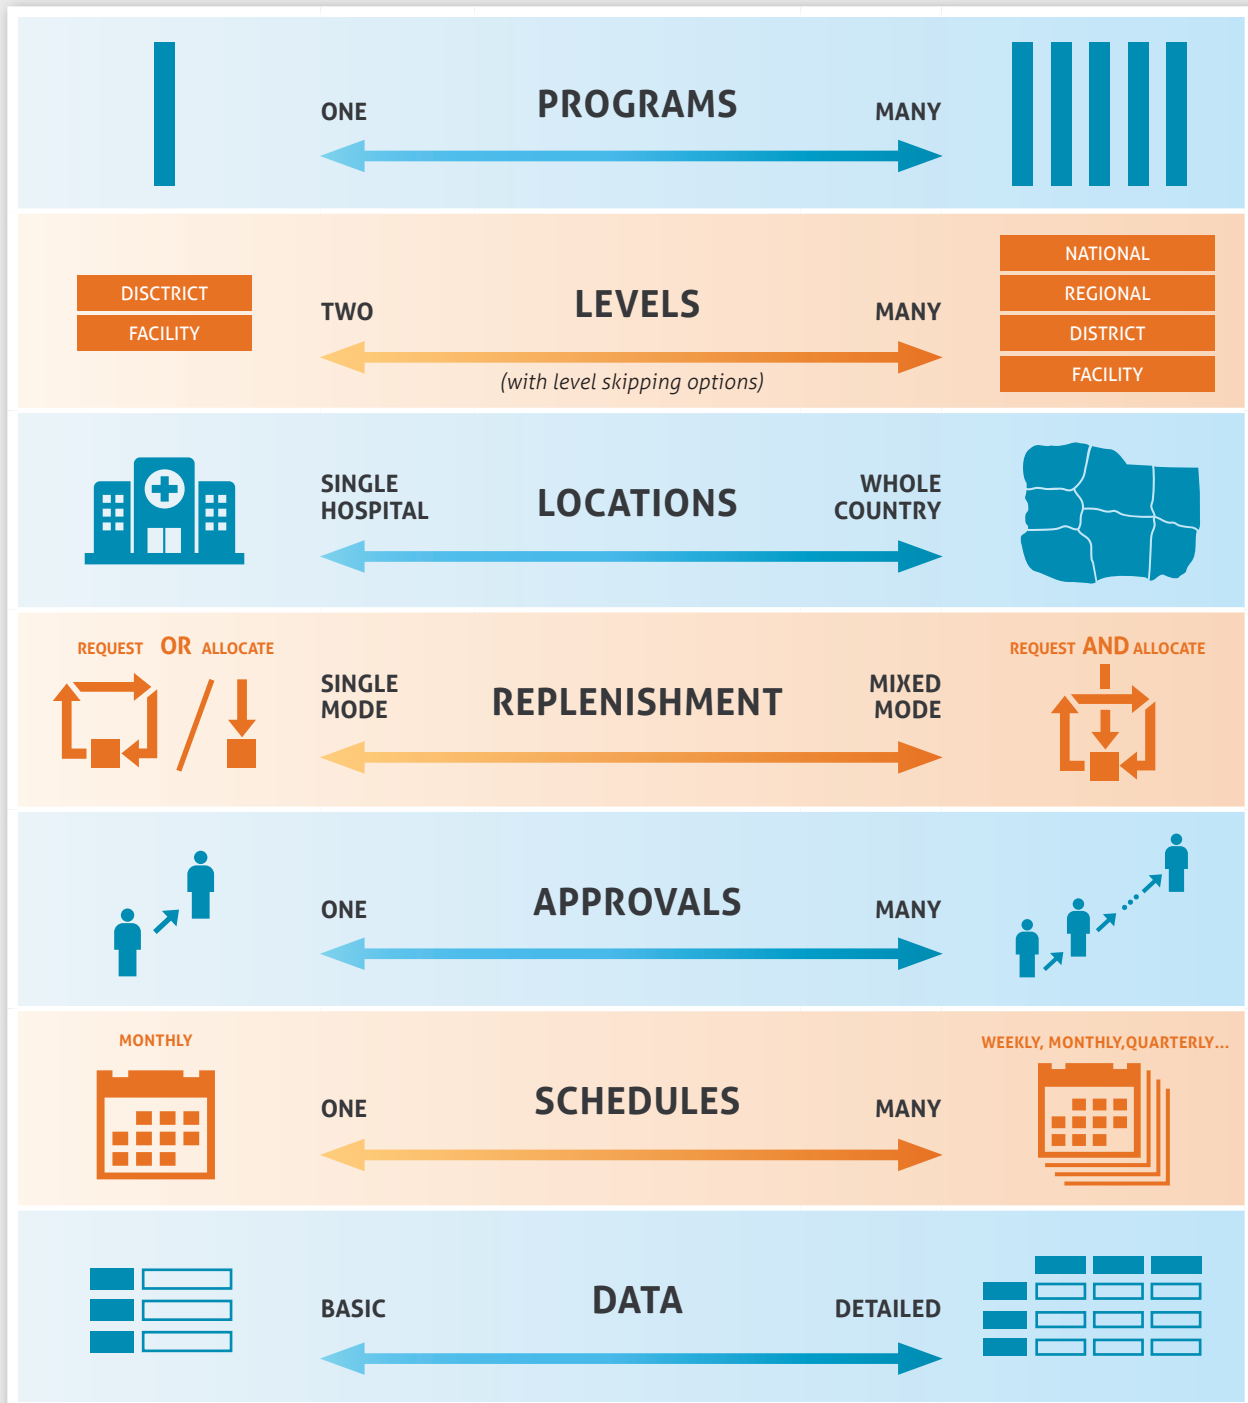 ONE
PROGRAMS
MANY
DISCTRICT
FACILITY
TWO
LEVELS
MANY
(with level skipping options)
NATIONAL
REGIONAL
DISTRICT
FACILITY
SINGLE
HOSPITAL
LOCATIONS
WHOLE
COUNTRY
REQUEST OR ALLOCATE
SINGLE
MODE
REPLENISHMENT
MIXED
MODE
REQUEST AND ALLOCATE
ONE
APPROVALS
MANY
MONTHLY
ONE
SCHEDULES
MANY
WEEKLY, MONTHLY,QUARTERLY...
BASIC
DATA
DETAILED